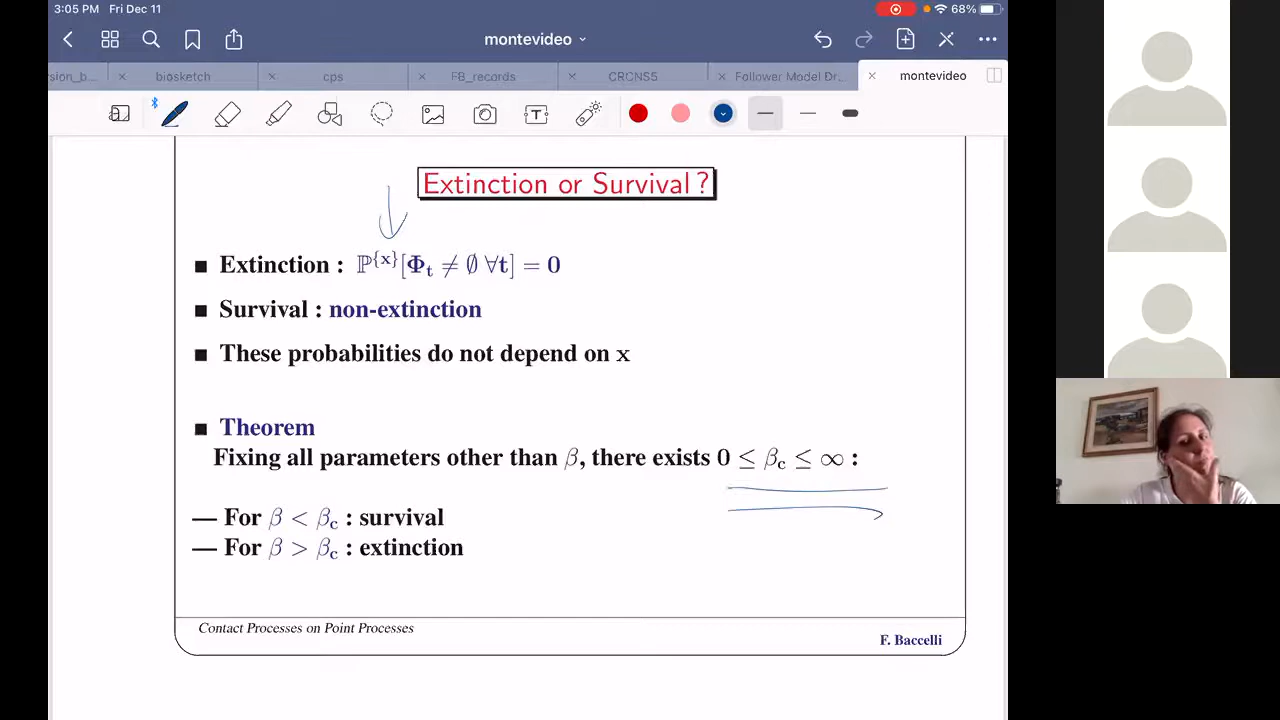 3:05 PM Fri Dec 11
68%
montevideo
rsion_b...
biosketch
cps
FB_records
CRCNS5
Follower Model Dr...
montevideo
T
Extinction or Survival ?
■ Extinction : ℙ^{x}[Φ_t ≠ ∅ ∀t] = 0
■ Survival : non-extinction
■ These probabilities do not depend on x
■ Theorem
Fixing all parameters other than β, there exists 0 ≤ β_c ≤ ∞ :
— For β < β_c : survival
— For β > β_c : extinction
Contact Processes on Point Processes
F. Baccelli